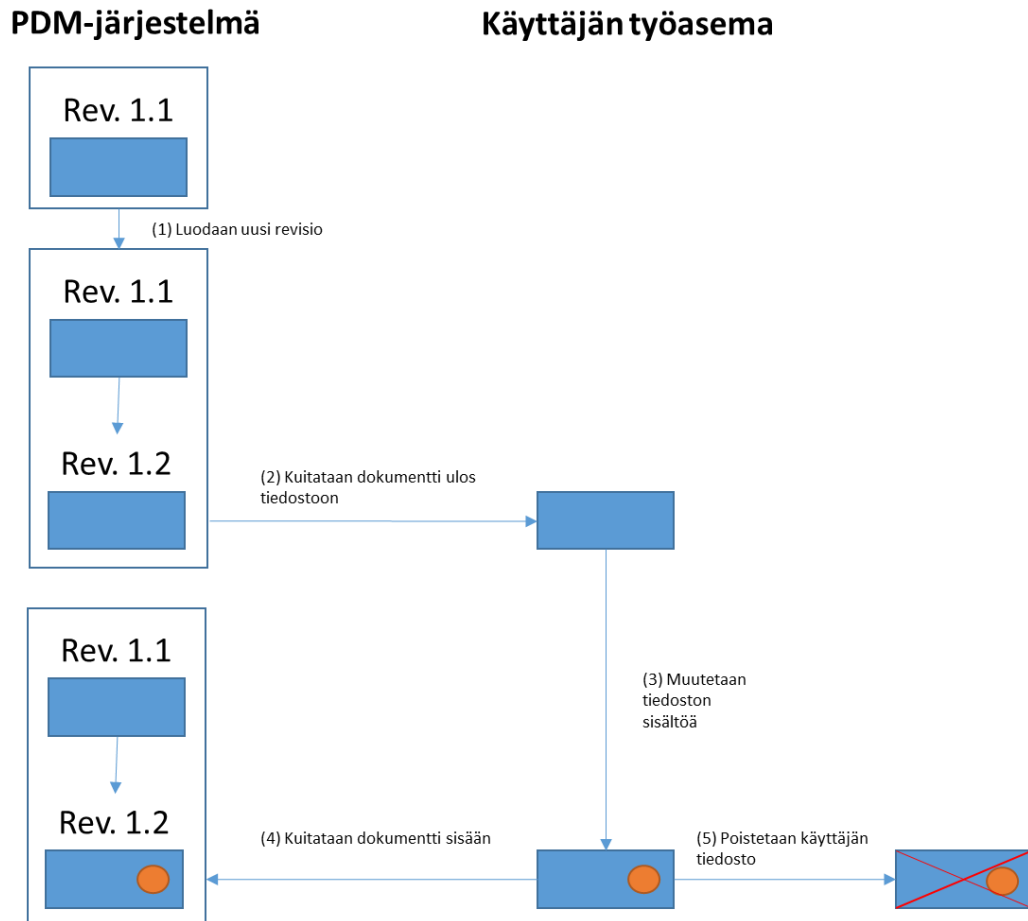 PDM-järjestelmä
Käyttäjän työasema
Rev. 1.1
(1) Luodaan uusi revisio
Rev. 1.1
Rev. 1.2
(2) Kuitataan dokumentti ulos
tiedostoon
Rev. 1.1
(3) Muutetaan
tiedoston
sisältöä
Rev. 1.2
(4) Kuitataan dokumentti sisään
(5) Poistetaan käyttäjän
tiedosto